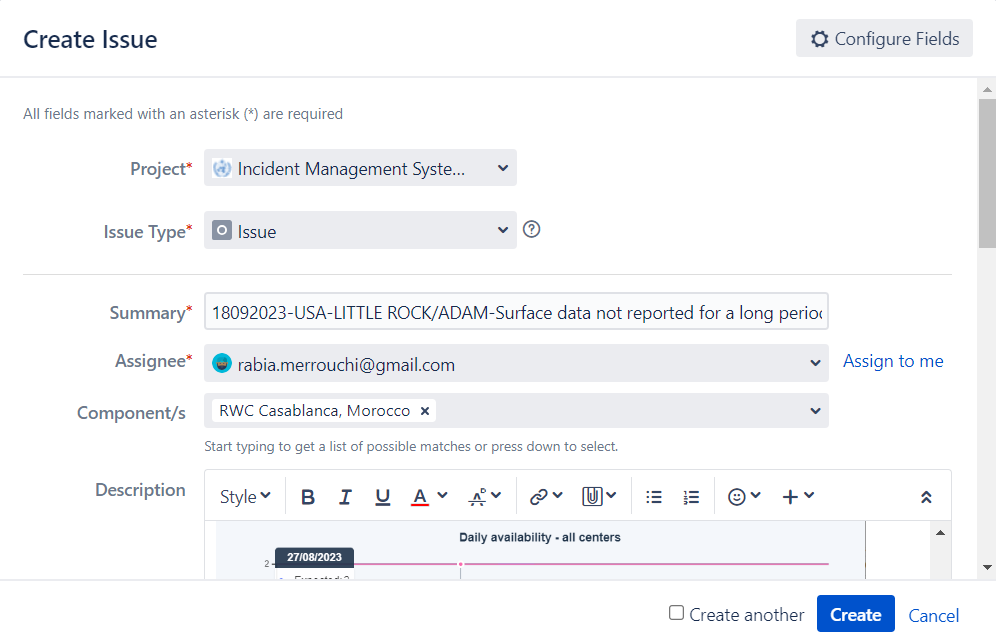 Create Issue
Configure Fields
All fields marked with an asterisk (*) are required
Project*
Incident Management Syste...
Issue Type*
Issue
Summary*
18092023-USA-LITTLE ROCK/ADAM-Surface data not reported for a long perio
Assignee*
rabia.merrouchi@gmail.com
Assign to me
Component/s
RWC Casablanca, Morocco
Start typing to get a list of possible matches or press down to select.
Description
Style
Daily availability - all centers
27/08/2023
2
Expected: 2
Create another
Create
Cancel